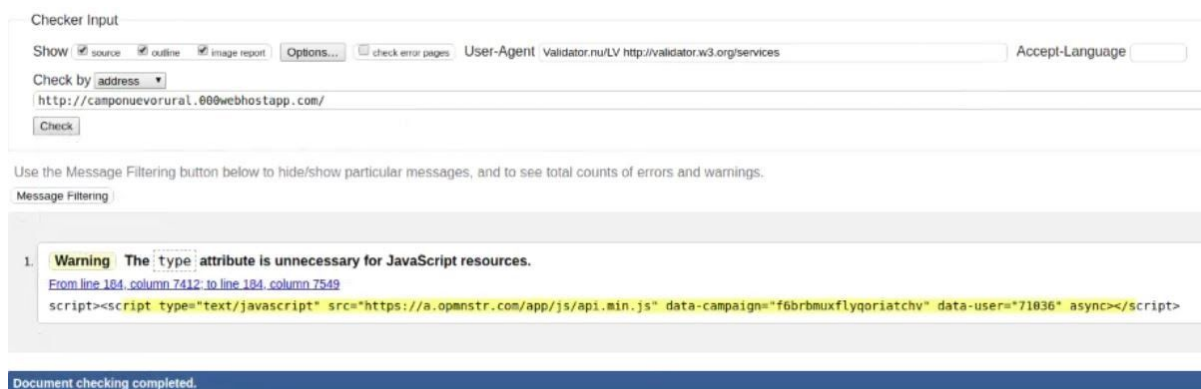 Checker Input
Show source outline image report Options... check error pages User-Agent Validator.nu/LV http://validator.w3.org/services Accept-Language
Check by address
http://camponuevorural.000webhostapp.com/
Check
Use the Message Filtering button below to hide/show particular messages, and to see total counts of errors and warnings.
Message Filtering
1. Warning The type attribute is unnecessary for JavaScript resources.
From line 184, column 7412; to line 184, column 7549
script><script type="text/javascript" src="https://a.opmnstr.com/app/js/api.min.js" data-campaign="f6brbmuxflyqoriatchv" data-user="71036" async></script>
Document checking completed.